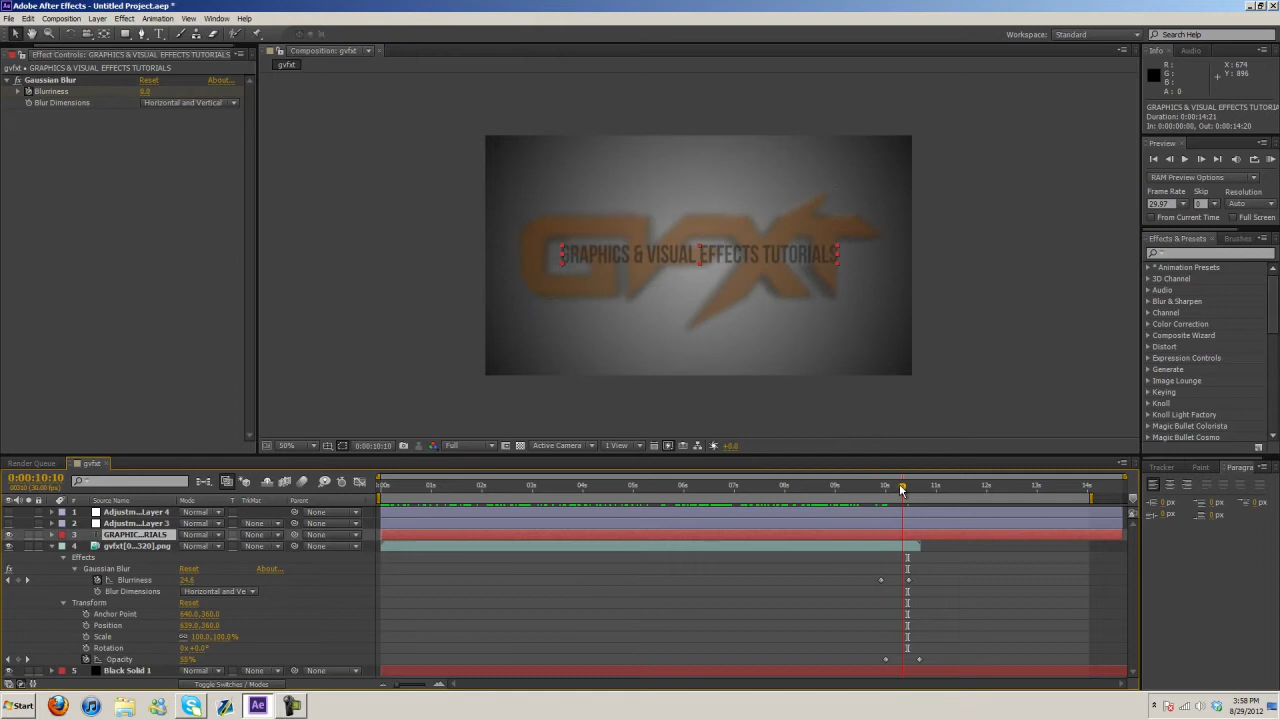 Adobe After Effects - Untitled Project.aep *
File Edit Composition Layer Effect Animation View Window Help
Workspace: Standard Search Help
Effect Controls: GRAPHICS & VISUAL EFFECTS TUTORIALS
gvfxt • GRAPHICS & VISUAL EFFECTS TUTORIALS
fx Gaussian Blur Reset About...
Blurriness 0.0
Blur Dimensions Horizontal and Vertical
Composition: gvfxt
gvfxt
GVFXT
GRAPHICS & VISUAL EFFECTS TUTORIALS
50% 0:00:10:10 Full Active Camera 1 View +0.0
Info Audio
R: X: 674
G: Y: 896
B:
A: 0
GRAPHICS & VISUAL EFFECTS TUTORIA
Duration: 0:00:14:21
In: 0:00:00:00, Out: 0:00:14:20
Preview
RAM Preview Options
Frame Rate Skip Resolution
29.97 0 Auto
From Current Time Full Screen
Effects & Presets Brushes
* Animation Presets
3D Channel
Audio
Blur & Sharpen
Channel
Color Correction
Composite Wizard
Distort
Expression Controls
Generate
Image Lounge
Keying
Knoll
Knoll Light Factory
Magic Bullet Colorista
Magic Bullet Cosmo
Tracker Paint Paragra
0 px 0 px 0 px
0 px 0 px
Render Queue gvfxt
0:00:10:10
00310 (30.00 fps)
:00s 01s 02s 03s 04s 05s 06s 07s 08s 09s 10s 11s 12s 13s 14s
# Source Name Mode T TrkMat Parent
1 Adjustm...Layer 4 Normal None
2 Adjustm...Layer 3 Normal None None
3 T GRAPHIC...RIALS Normal None None
4 gvfxt[0...320].png Normal None None
Effects
fx Gaussian Blur Reset About...
Blurriness 24.6
Blur Dimensions Horizontal and Ve
Transform Reset
Anchor Point 640.0,360.0
Position 639.0,360.0
Scale 100.0,100.0%
Rotation 0x+0.0°
Opacity 55%
5 Black Solid 1 Normal None None
Toggle Switches / Modes
Start Ae 3:58 PM
8/29/2012